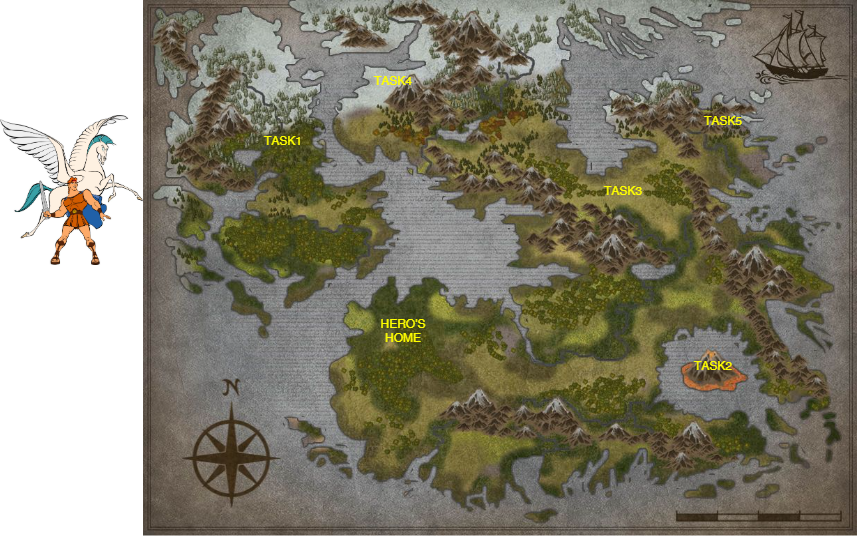 TASK4
TASK5
TASK1
TASK3
HERO'S
HOME
TASK2
N